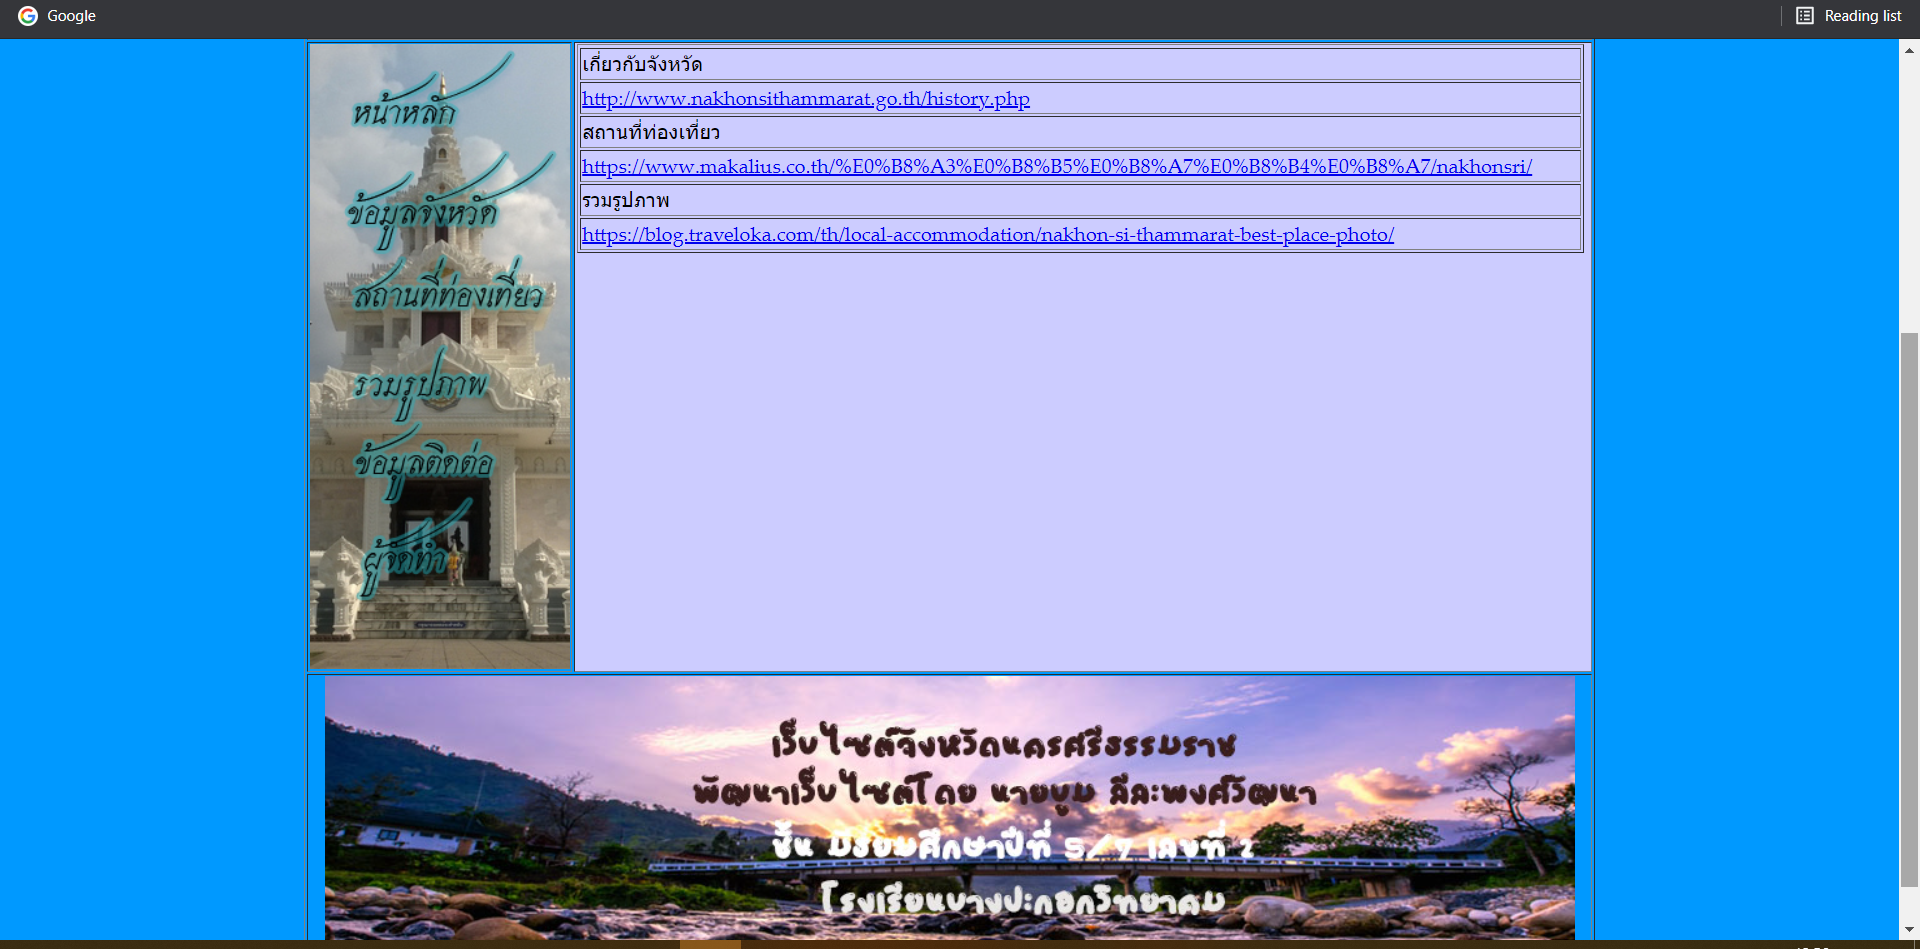 Google
Reading list
หน้าหลัก
ข้อมูลจังหวัด
สถานที่ท่องเที่ยว
รวมรูปภาพ
ข้อมูลติดต่อ
ผู้จัดทำ
เกี่ยวกับจังหวัด
http://www.nakhonsithammarat.go.th/history.php
สถานที่ท่องเที่ยว
https://www.makalius.co.th/%E0%B8%A3%E0%B8%B5%E0%B8%A7%E0%B8%B4%E0%B8%A7/nakhonsri/
รวมรูปภาพ
https://blog.traveloka.com/th/local-accommodation/nakhon-si-thammarat-best-place-photo/
เว็บไซต์จังหวัดนครศรีธรรมราช
พัฒนาเว็บไซต์โดย นายภูม ลีละพงศ์วัฒนา
ชั้น มัธยมศึกษาปีที่ 5/7 เลขที่ 2
โรงเรียนบางปะกอกวิทยาคม